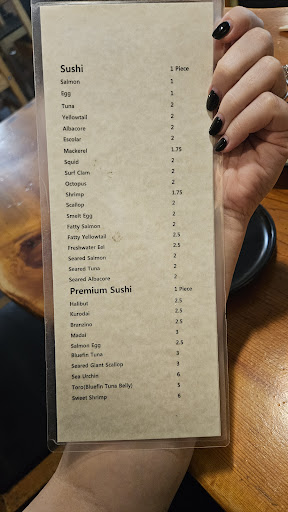 Sushi 1 Piece
Salmon 1
Egg 1
Tuna 2
Yellowtail 2
Albacore 2
Escolar 2
Mackerel 1.75
Squid 2
Surf Clam 2
Octopus 2
Shrimp 1.75
Scallop 2
Smelt Egg 2
Fatty Salmon 2
Fatty Yellowtail 2.5
Freshwater Eel 2.5
Seared Salmon 2
Seared Tuna 2
Seared Albacore 2
Premium Sushi 1 Piece
Halibut 2.5
Kurodai 2.5
Branzino 2.5
Madai 3
Salmon Egg 2.5
Bluefin Tuna 3
Seared Giant Scallop 3
Sea Urchin 6
Toro(Bluefin Tuna Belly) 5
Sweet Shrimp 6